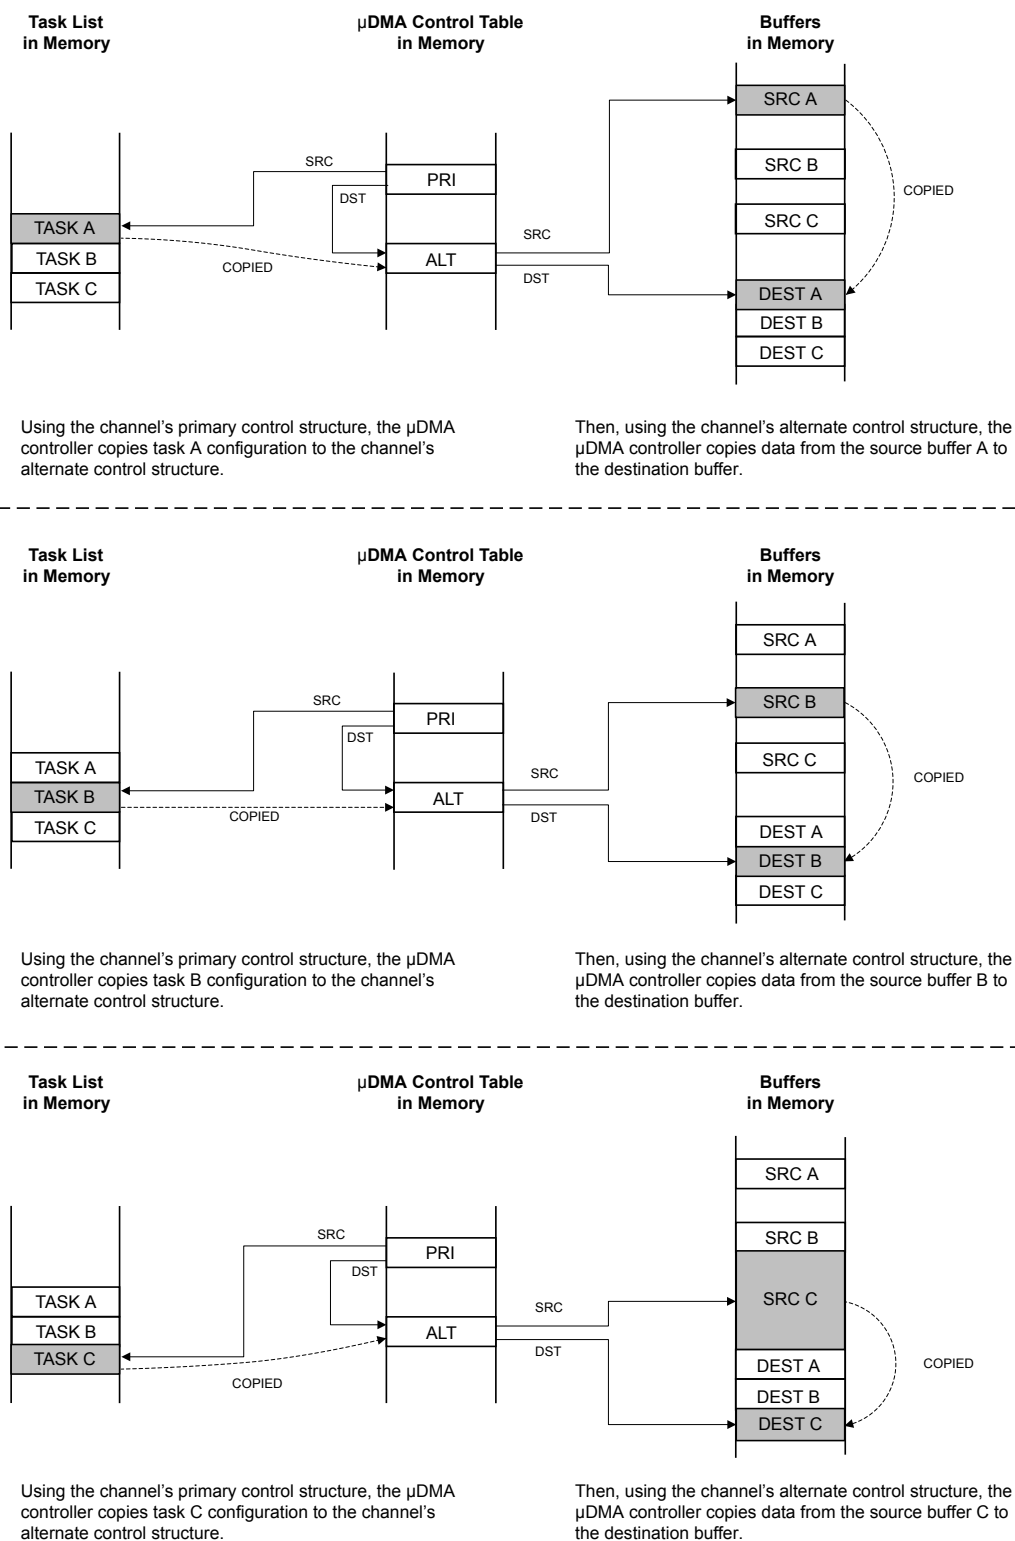 Task List
in Memory
µDMA Control Table
in Memory
Buffers
in Memory
SRC A
SRC B
SRC C
DEST A
DEST B
DEST C
COPIED
SRC
PRI
DST
TASK A
TASK B
TASK C
COPIED
ALT
SRC
DST
Using the channel's primary control structure, the µDMA
controller copies task A configuration to the channel's
alternate control structure.
Then, using the channel's alternate control structure, the
µDMA controller copies data from the source buffer A to
the destination buffer.
Task List
in Memory
µDMA Control Table
in Memory
Buffers
in Memory
SRC A
SRC B
SRC C
DEST A
DEST B
DEST C
COPIED
SRC
PRI
DST
TASK A
TASK B
TASK C
COPIED
ALT
SRC
DST
Using the channel's primary control structure, the µDMA
controller copies task B configuration to the channel's
alternate control structure.
Then, using the channel's alternate control structure, the
µDMA controller copies data from the source buffer B to
the destination buffer.
Task List
in Memory
µDMA Control Table
in Memory
Buffers
in Memory
SRC A
SRC B
SRC C
DEST A
DEST B
DEST C
COPIED
SRC
PRI
DST
TASK A
TASK B
TASK C
COPIED
ALT
SRC
DST
Using the channel's primary control structure, the µDMA
controller copies task C configuration to the channel's
alternate control structure.
Then, using the channel's alternate control structure, the
µDMA controller copies data from the source buffer C to
the destination buffer.